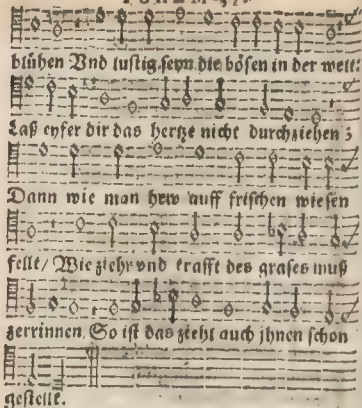 blühen Vnd lustig seyn die bösen in der welt:
Laß eyfer dir das hertze nicht durchziehen;
Dann wie man hew auff frischen wiesen
fellt/ Wie ziehr vnd krafft des grases muß
zerrinnen, So ist das ziehl auch jhnen schon
gestellt.